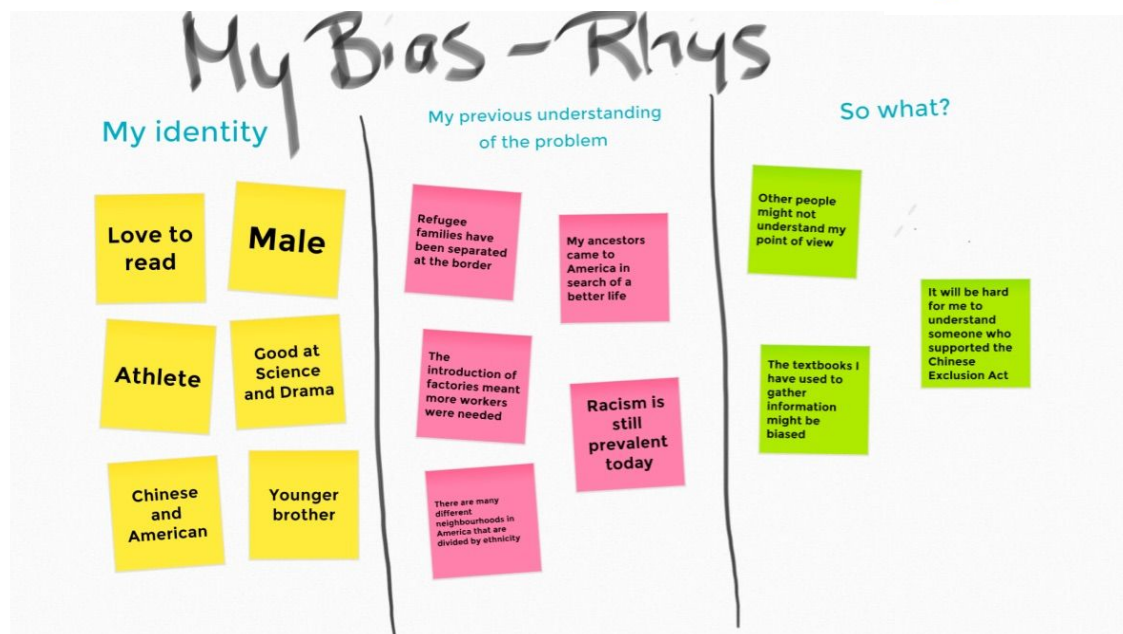 My Bias - Rhys
My identity
Love to
read
Male
Athlete
Good at
Science
and Drama
Chinese
and
American
Younger
brother
My previous understanding
of the problem
Refugee
families have
been separated
at the border
My ancestors
came to
America in
search of a
better life
The
introduction of
factories meant
more workers
were needed
Racism is
still
prevalent
today
There are many
different
neighbourhoods in
America that are
divided by ethnicity
So what?
Other people
might not
understand my
point of view
It will be hard
for me to
understand
someone who
supported the
Chinese
Exclusion Act
The textbooks I
have used to
gather
information
might be
biased